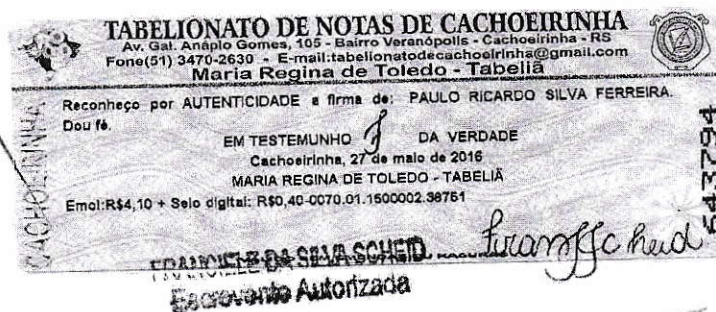 TABELIONATO DE NOTAS DE CACHOEIRINHA
Av. Gal. Anápio Gomes, 105 - Bairro Veranópolis - Cachoeirinha - RS
Fone(51) 3470-2630 - E-mail:tabelionatodecachoeirinha@gmail.com
Maria Regina de Toledo - Tabeliã
Reconheço por AUTENTICIDADE a firma de: PAULO RICARDO SILVA FERREIRA.
Dou fé.
EM TESTEMUNHO DA VERDADE
Cachoeirinha, 27 de maio de 2016
MARIA REGINA DE TOLEDO - TABELIÃ
Emol:R$4,10 + Selo digital: R$0,40-0070.01.1500002.38761
CACHOEIRINHA
543794
FRANCIELE DA SILVA SCHEID
Escrevente Autorizada